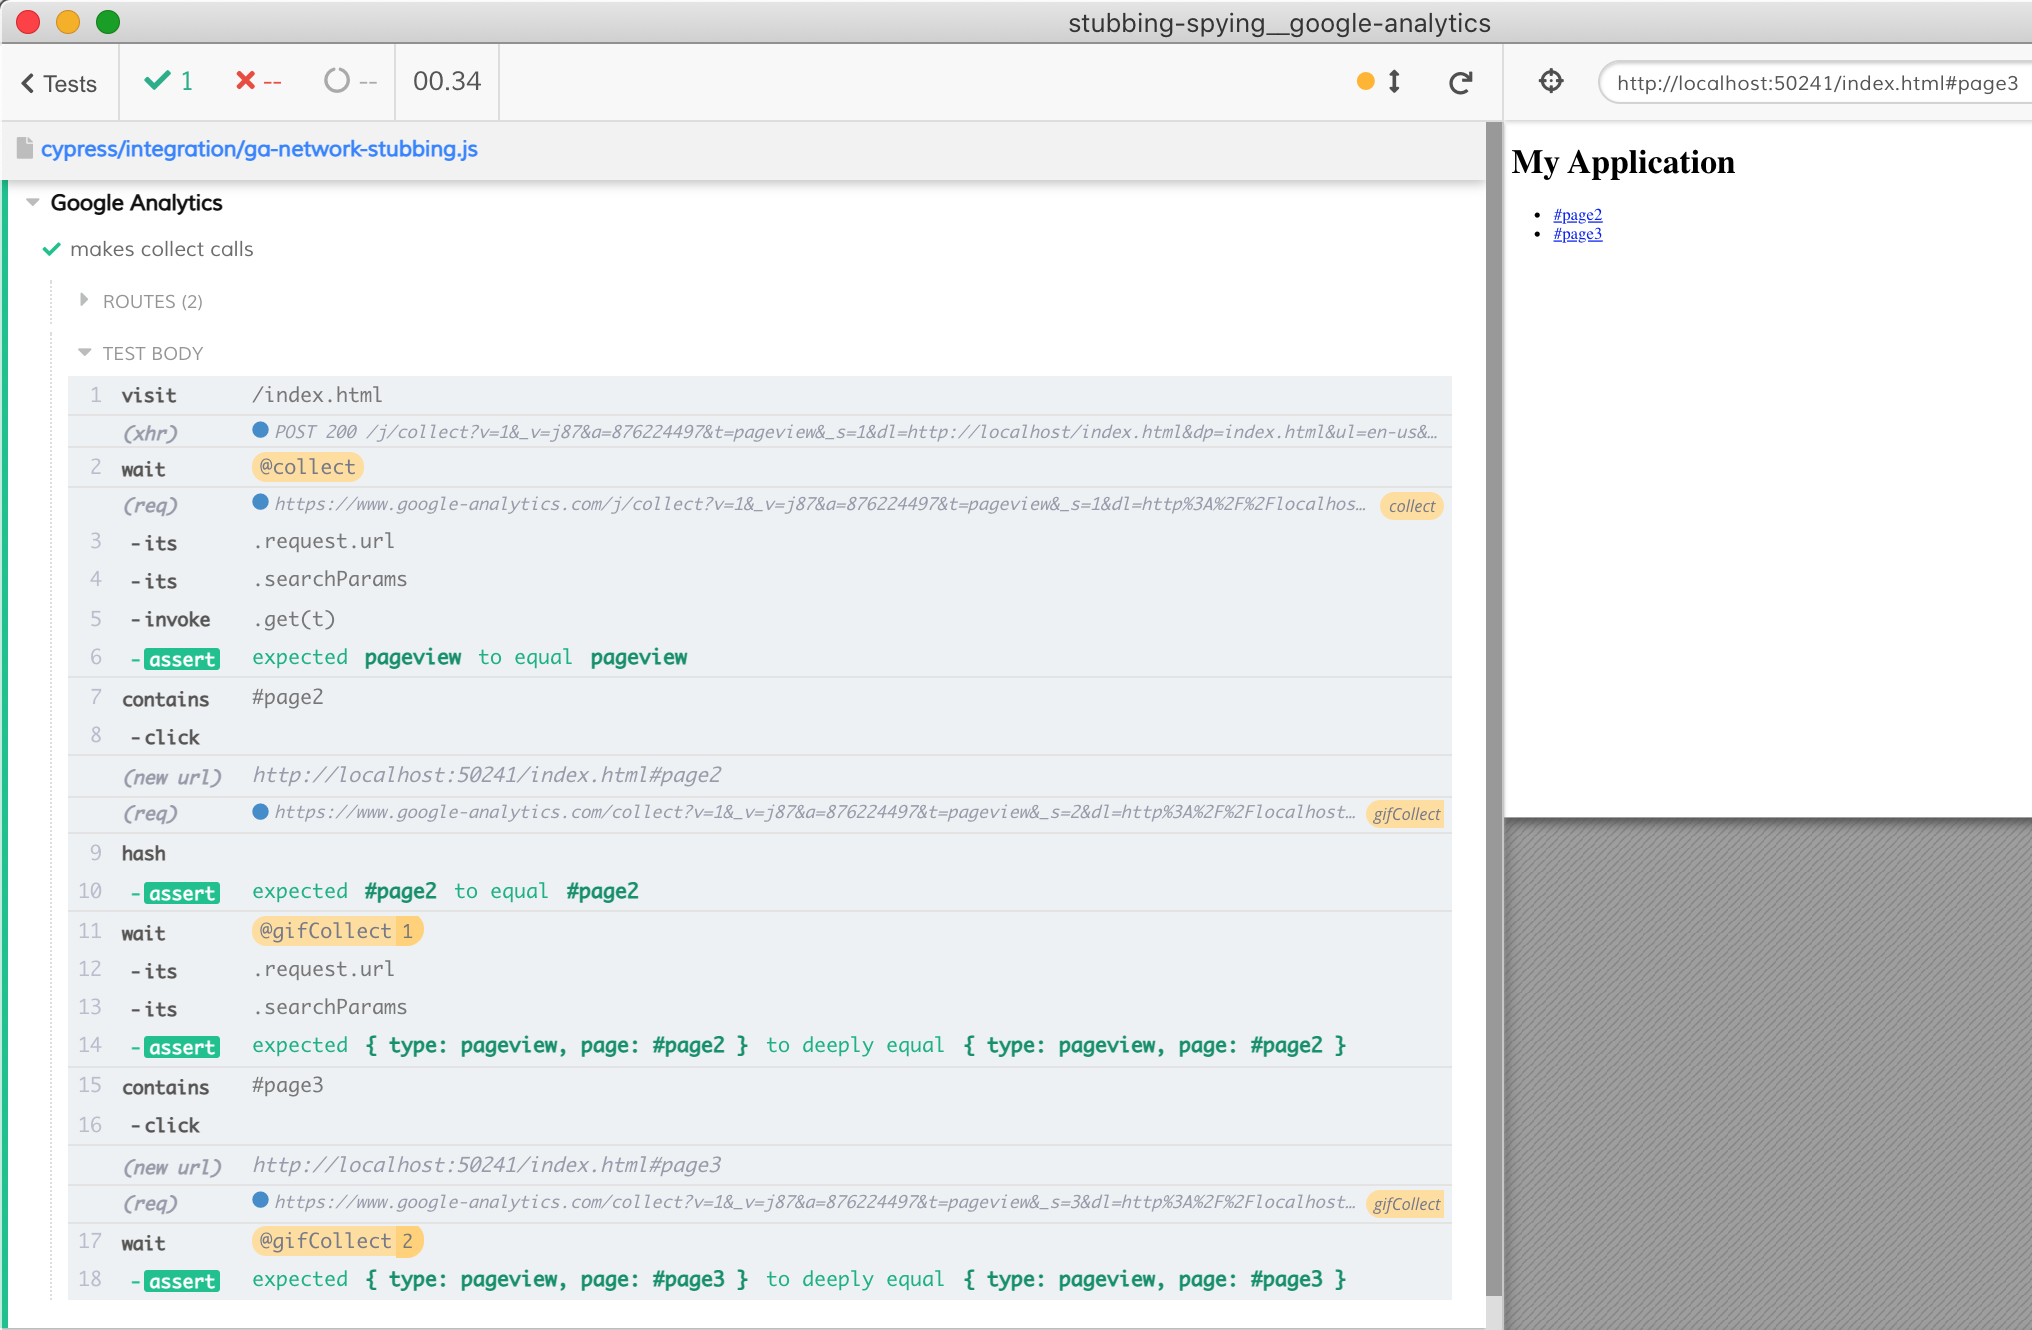 stubbing-spying__google-analytics
Tests 1 -- -- 00.34
http://localhost:50241/index.html#page3
cypress/integration/ga-network-stubbing.js
Google Analytics
makes collect calls
ROUTES (2)
TEST BODY
1 visit /index.html
(xhr) POST 200 /j/collect?v=1&_v=j87&a=876224497&t=pageview&_s=1&dl=http://localhost/index.html&dp=index.html&ul=en-us&…
2 wait @collect
(req) https://www.google-analytics.com/j/collect?v=1&_v=j87&a=876224497&t=pageview&_s=1&dl=http%3A%2F%2Flocalhos… collect
3 -its .request.url
4 -its .searchParams
5 -invoke .get(t)
6 -assert expected pageview to equal pageview
7 contains #page2
8 -click
(new url) http://localhost:50241/index.html#page2
(req) https://www.google-analytics.com/collect?v=1&_v=j87&a=876224497&t=pageview&_s=2&dl=http%3A%2F%2Flocalhost… gifCollect
9 hash
10 -assert expected #page2 to equal #page2
11 wait @gifCollect 1
12 -its .request.url
13 -its .searchParams
14 -assert expected { type: pageview, page: #page2 } to deeply equal { type: pageview, page: #page2 }
15 contains #page3
16 -click
(new url) http://localhost:50241/index.html#page3
(req) https://www.google-analytics.com/collect?v=1&_v=j87&a=876224497&t=pageview&_s=3&dl=http%3A%2F%2Flocalhost… gifCollect
17 wait @gifCollect 2
18 -assert expected { type: pageview, page: #page3 } to deeply equal { type: pageview, page: #page3 }
My Application
#page2
#page3